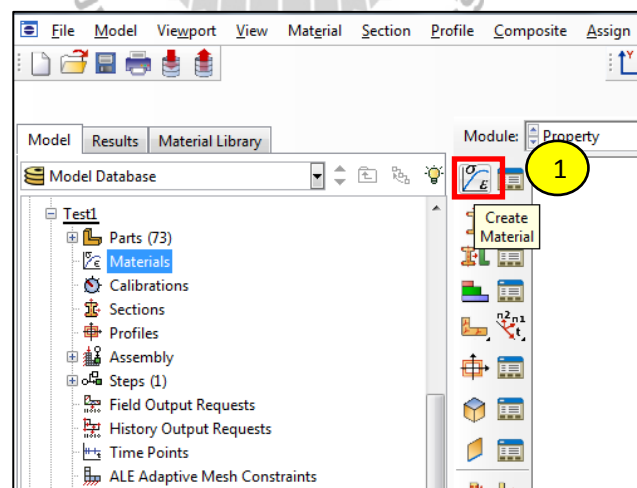 File Model Viewport View Material Section Profile Composite Assign
Y
Model Results Material Library
Module: Property
Model Database
σ ε
1
Test1
Create
Material
Parts (73)
Materials
Calibrations
Sections
Profiles
n2 n1
t
Assembly
Steps (1)
Field Output Requests
History Output Requests
Time Points
ALE Adaptive Mesh Constraints